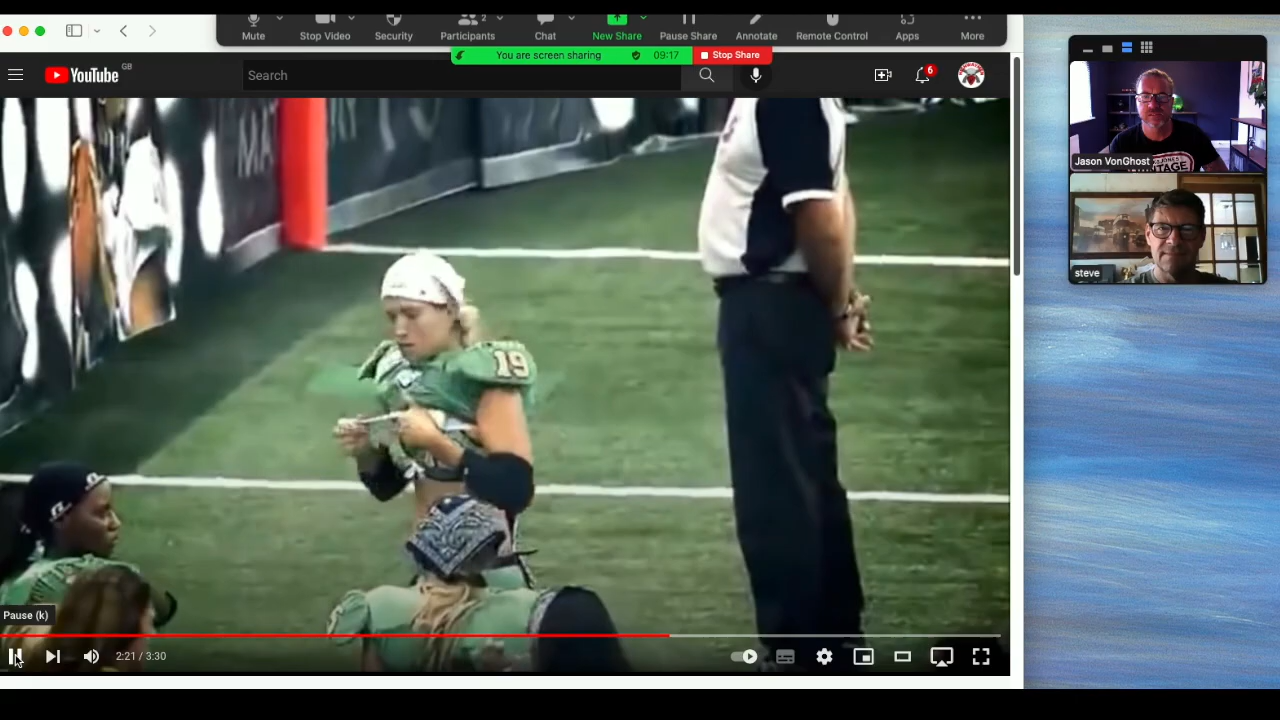 Mute
Stop Video
Security
Participants
2
Chat
New Share
Pause Share
Annotate
Remote Control
Apps
More
You are screen sharing
09:17
Stop Share
YouTube
GB
Search
6
Jason VonGhost
steve
MA
19
Pause (k)
2:21 / 3:30